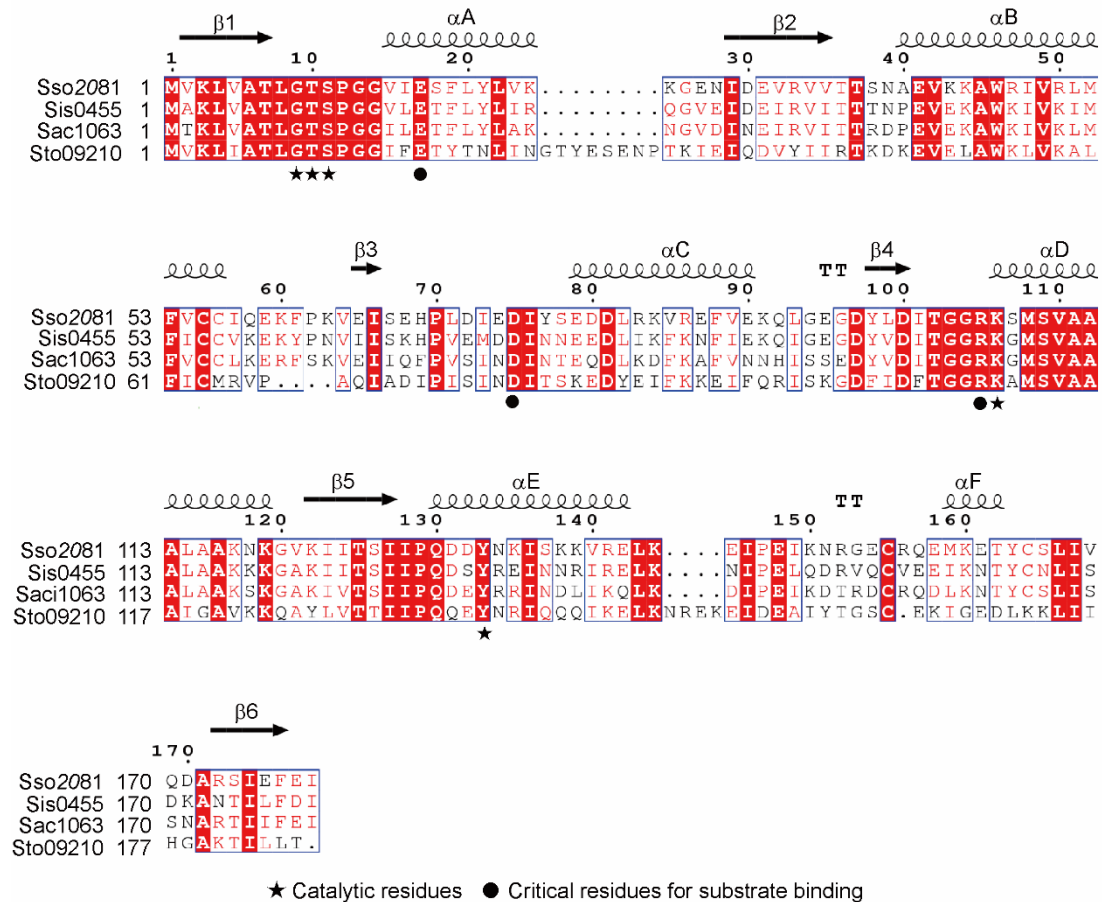 β1 αA β2 αB
1 10 20 30 40 50
Sso2081 1 MVKLVATLGTSPGGVIESFLYLVK........KGENIDEVRVVITSNAEVKKAWRIVRLM
Sis0455 1 MAKLVATLGTSPGGVLETFLYLIR........QGVEIDEIRVIITTNPEVEKAWKIVKIM
Sac1063 1 MTKLVATLGTSPGGILETFLYLAK........NGVDINEIRVIITRDPEVEKAWKIVKLM
Sto09210 1 MVKLIATLGTSPGGIFETYTNLINGTYESENPTKIEIQDVYIIRTKDKEVELAWKLVKAL
β3 αC β4 αD
60 70 80 90 TT 100 110
Sso2081 53 FVCCIQEKFPKVEISEHPLDIEDIYSEDDLRKVREFVEKQLGEGDYLDITGGRKSMSVAA
Sis0455 53 FICCVKEKYPNVIISKHPVEMDDINNEEDLIKFKNFIEKQIGEGDYVDITGGRKGMSVAA
Sac1063 53 FVCCLKERFSKVEIIQFPVSINDINTEQDLKDFKAFVNNHISSEDYVDITGGRKGMSVAA
Sto09210 61 FICMRVP....AQIADIPISINDITSKEDYEIFKKEIFQRISKGDFIDFTGGRKAMSVAA
β5 αE TT αF
120 130 140 150 160
Sso2081 113 ALAAKNKGVKIITSIIPQDDYNKISKKVRELK....EIPEIKNRGECRQEMKETYCSLIV
Sis0455 113 ALAAKKKGAKIITSIIPQDSYREINNRIRELK....NIPELQDRVQCVEEIKNTYCNLIS
Saci1063 113 ALAAKSKGAKIVTSIIPQDEYRRINDLIKQLK....DIPEIKDTRDCRQDLKNTYCSLIS
Sto09210 117 AIGAVKKQAYLVTTIIPQQEYRRIQQQIKELKNREKEIDEAIYTGSC.EKIGEDLKKLII
β6
170
Sso2081 170 QDARSIEFEI
Sis0455 170 DKANTILFDI
Sac1063 170 SNARTIIFEI
Sto09210 177 HGAKTILLT.
★ Catalytic residues ● Critical residues for substrate binding